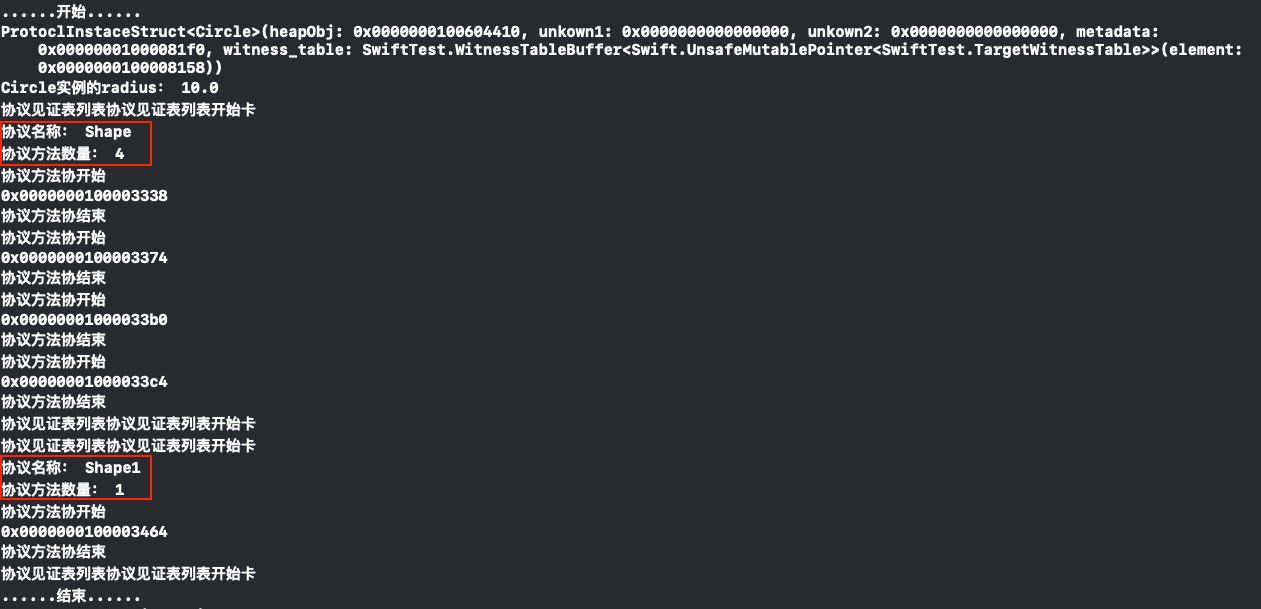 ......开始......
ProtoclInstaceStruct<Circle>(heapObj: 0x0000000100604410, unkown1: 0x0000000000000000, unkown2: 0x0000000000000000, metadata:
0x00000001000081f0, witness_table: SwiftTest.WitnessTableBuffer<Swift.UnsafeMutablePointer<SwiftTest.TargetWitnessTable>>(element:
0x0000000100008158))
Circle实例的radius： 10.0
协议见证表列表协议见证表列表开始卡
协议名称： Shape
协议方法数量： 4
协议方法协开始
0x0000000100003338
协议方法协结束
协议方法协开始
0x0000000100003374
协议方法协结束
协议方法协开始
0x00000001000033b0
协议方法协结束
协议方法协开始
0x00000001000033c4
协议方法协结束
协议见证表列表协议见证表列表开始卡
协议见证表列表协议见证表列表开始卡
协议名称： Shape1
协议方法数量： 1
协议方法协开始
0x0000000100003464
协议方法协结束
协议见证表列表协议见证表列表开始卡
......结束......